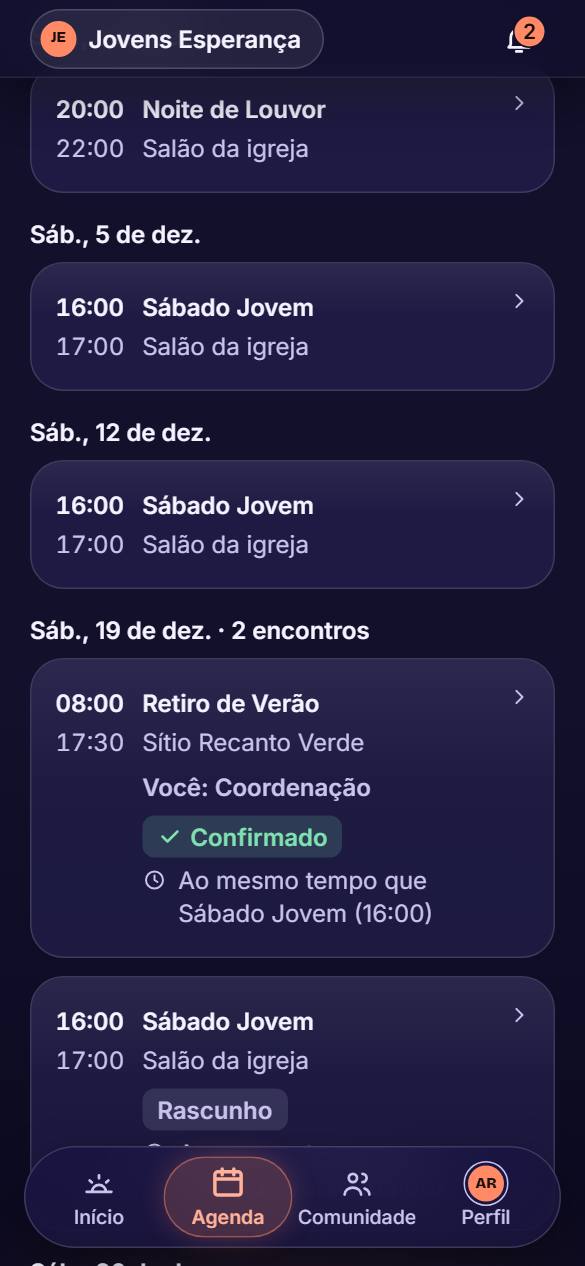 JE Jovens Esperança 2
20:00 Noite de Louvor
22:00 Salão da igreja
Sáb., 5 de dez.
16:00 Sábado Jovem
17:00 Salão da igreja
Sáb., 12 de dez.
16:00 Sábado Jovem
17:00 Salão da igreja
Sáb., 19 de dez. · 2 encontros
08:00 Retiro de Verão
17:30 Sítio Recanto Verde
Você: Coordenação
Confirmado
Ao mesmo tempo que
Sábado Jovem (16:00)
16:00 Sábado Jovem
17:00 Salão da igreja
Rascunho
AR
Início Agenda Comunidade Perfil